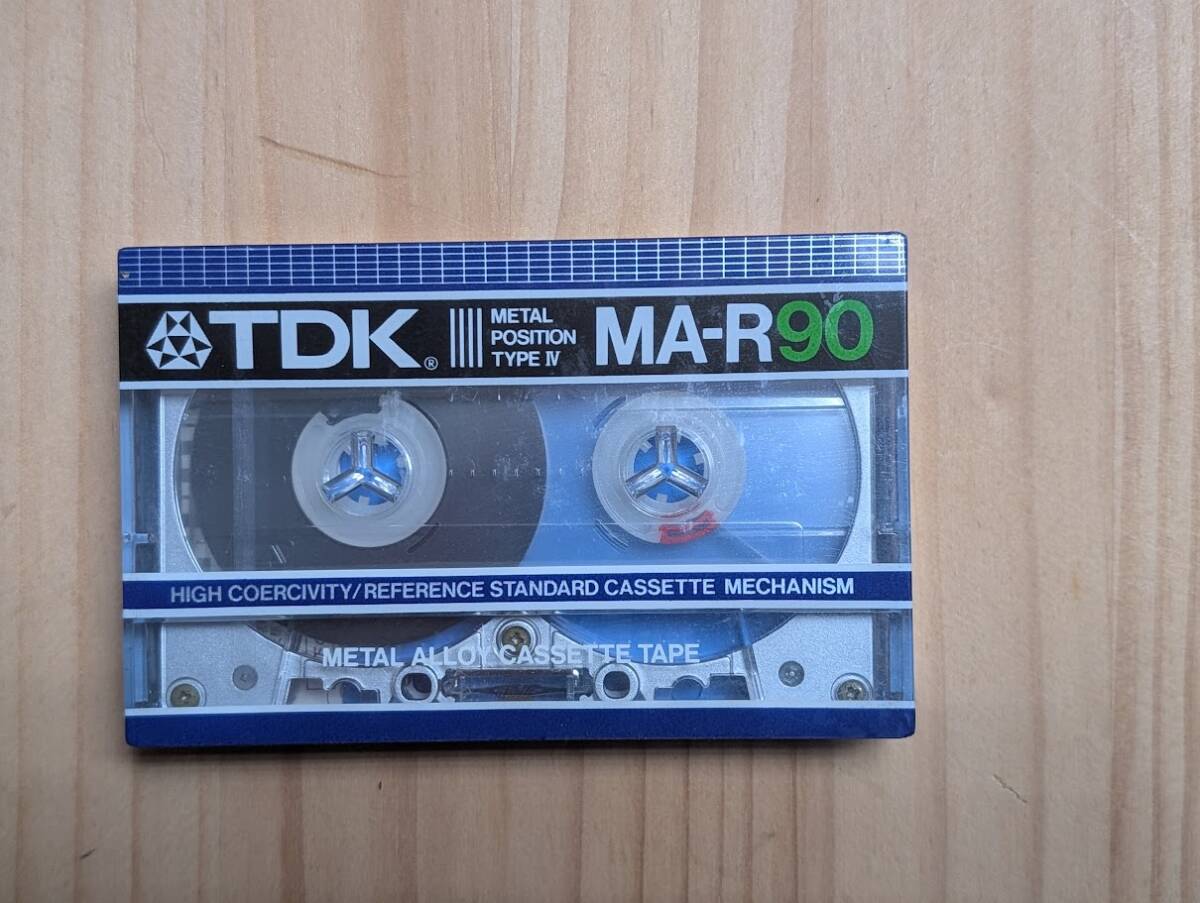 TDK®
METAL
POSITION
TYPE IV
MA-R90
HIGH COERCIVITY/REFERENCE STANDARD CASSETTE MECHANISM
METAL ALLOY CASSETTE TAPE